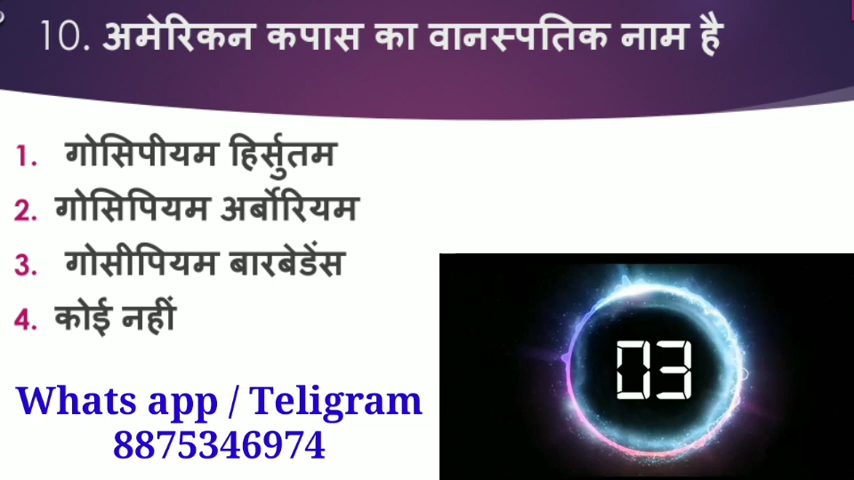 10. अमेरिकन कपास का वानस्पतिक नाम है
1. गोसिपीयम हिर्सुतम
2. गोसिपियम अर्बोरियम
3. गोसीपियम बारबेडेंस
4. कोई नहीं
03
Whats app / Teligram
8875346974